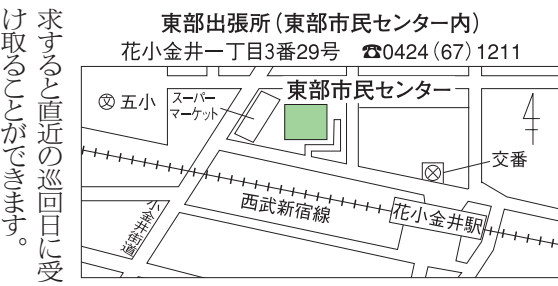 東部出張所(東部市民センター内)
花小金井一丁目3番29号 ☎0424(67)1211
東部市民センター
五小
スーパー
マーケット
交番
西武新宿線
花小金井駅
小金井街道
求すると直近の巡回日に受
け取ることができます。